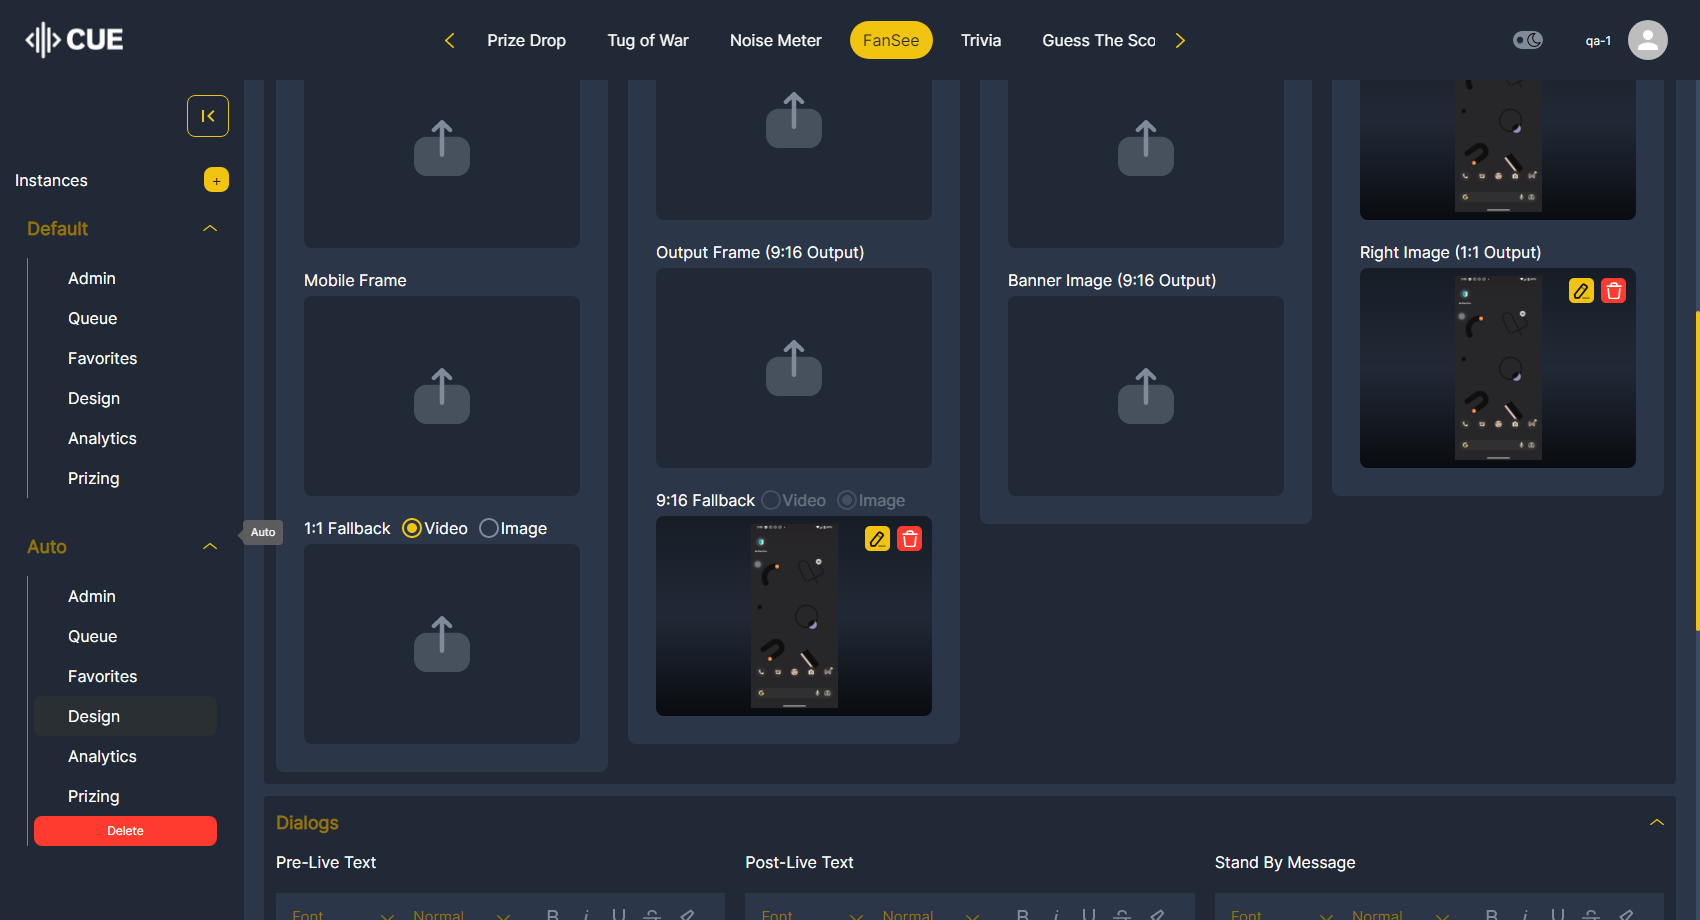 CUE
Prize Drop
Tug of War
Noise Meter
FanSee
Trivia
Guess The Sco
qa-1
Instances
+
Default
Admin
Queue
Favorites
Design
Analytics
Prizing
Auto
Auto
Admin
Queue
Favorites
Design
Analytics
Prizing
Delete
Mobile Frame
1:1 Fallback Video Image
Output Frame (9:16 Output)
9:16 Fallback Video Image
Banner Image (9:16 Output)
Right Image (1:1 Output)
Dialogs
Pre-Live Text
Post-Live Text
Stand By Message
Font Normal B i U S
Font Normal B i U S
Font Normal B i U S